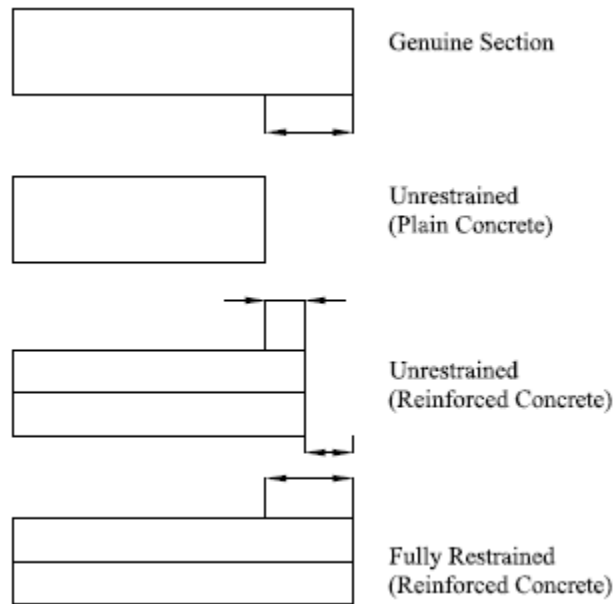 Genuine Section
Unrestrained
(Plain Concrete)
Unrestrained
(Reinforced Concrete)
Fully Restrained
(Reinforced Concrete)